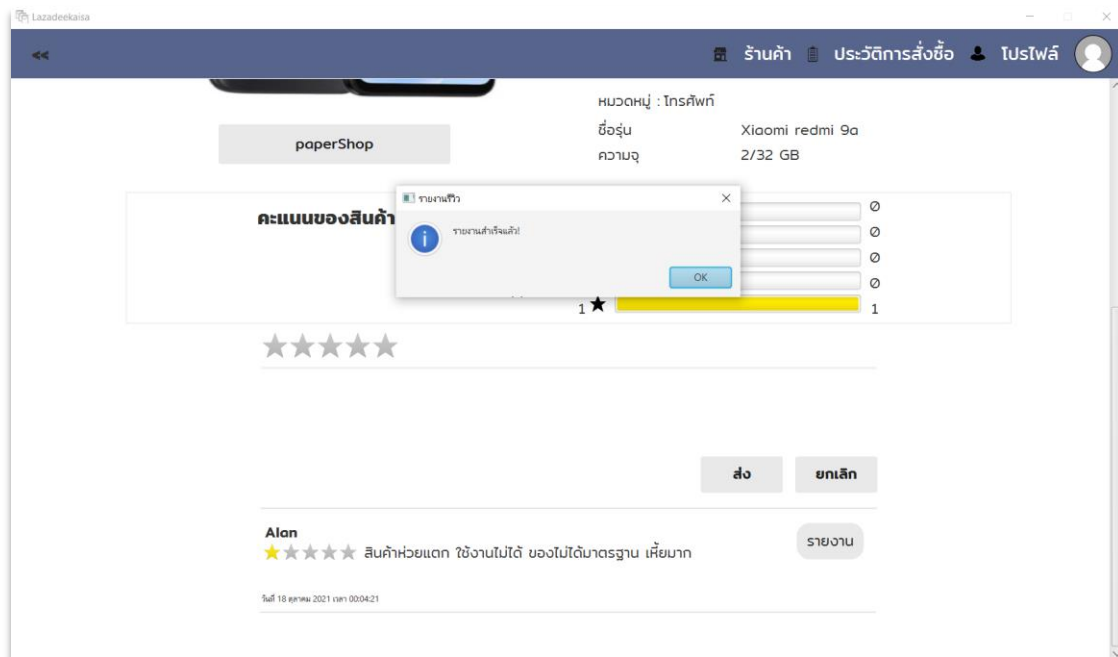 Lazadeekaisa
<<
ร้านค้า ประวัติการสั่งซื้อ โปรไฟล์
หมวดหมู่ : โทรศัพท์
ชื่อรุ่น Xiaomi redmi 9a
ความจุ 2/32 GB
paperShop
รายงานรีวิว
รายงานสำเร็จแล้ว!
OK
คะแนนของสินค้า
0
0
0
0
1 ★ 1
ส่ง ยกเลิก
Alan
สินค้าห่วยแตก ใช้งานไม่ได้ ของไม่ได้มาตรฐาน เหี้ยมาก
รายงาน
วันที่ 18 ตุลาคม 2021 เวลา 00:04:21